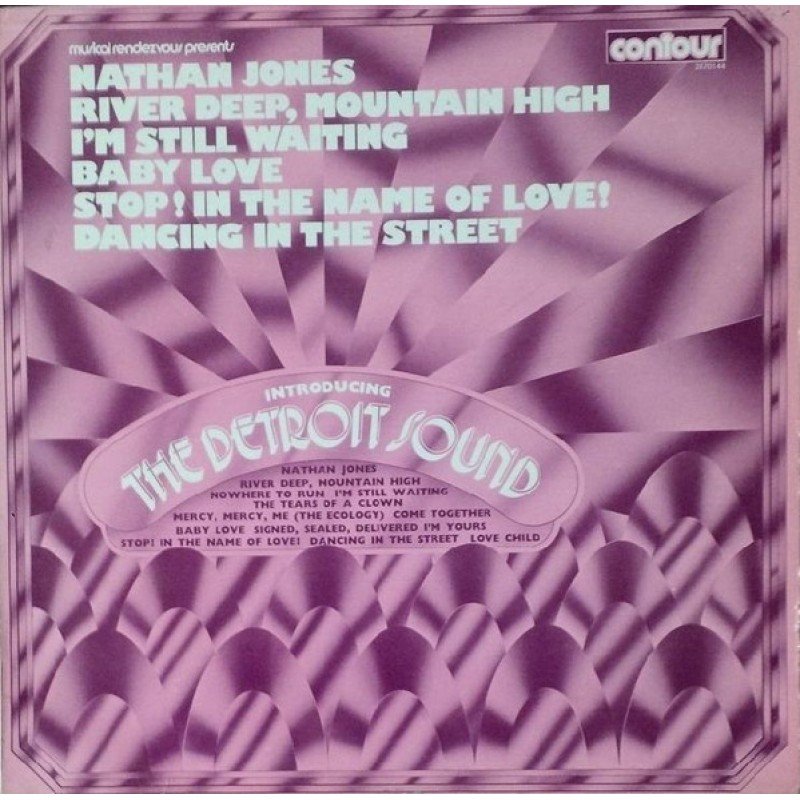 musical rendezvous presents
contour
2870144
NATHAN JONES
RIVER DEEP, MOUNTAIN HIGH
I'M STILL WAITING
BABY LOVE
STOP! IN THE NAME OF LOVE!
DANCING IN THE STREET
INTRODUCING
THE DETROIT SOUND
NATHAN JONES
RIVER DEEP, MOUNTAIN HIGH
NOWHERE TO RUN I'M STILL WAITING
THE TEARS OF A CLOWN
MERCY, MERCY, ME (THE ECOLOGY) COME TOGETHER
BABY LOVE SIGNED, SEALED, DELIVERED I'M YOURS
STOP! IN THE NAME OF LOVE! DANCING IN THE STREET LOVE CHILD